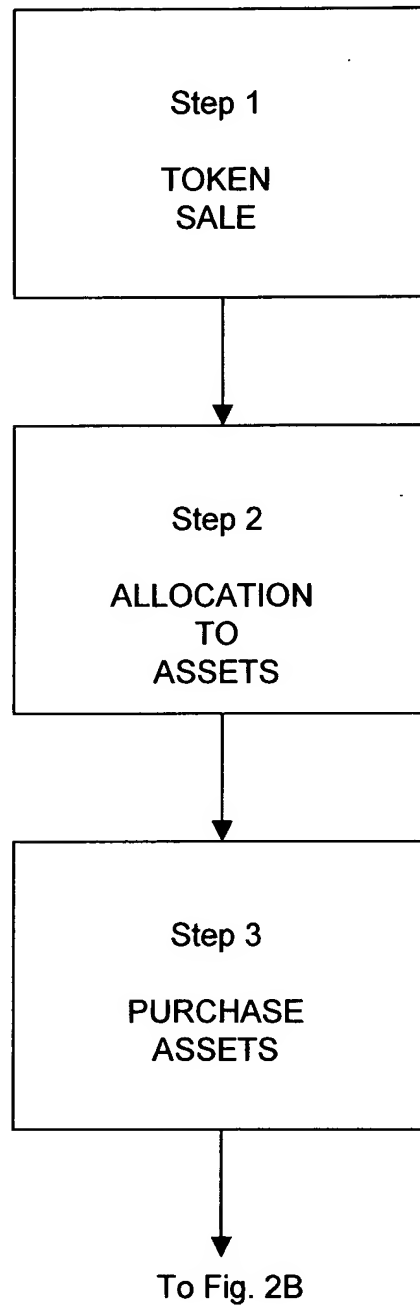 Step 1
TOKEN
SALE
Step 2
ALLOCATION
TO
ASSETS
Step 3
PURCHASE
ASSETS
To Fig. 2B